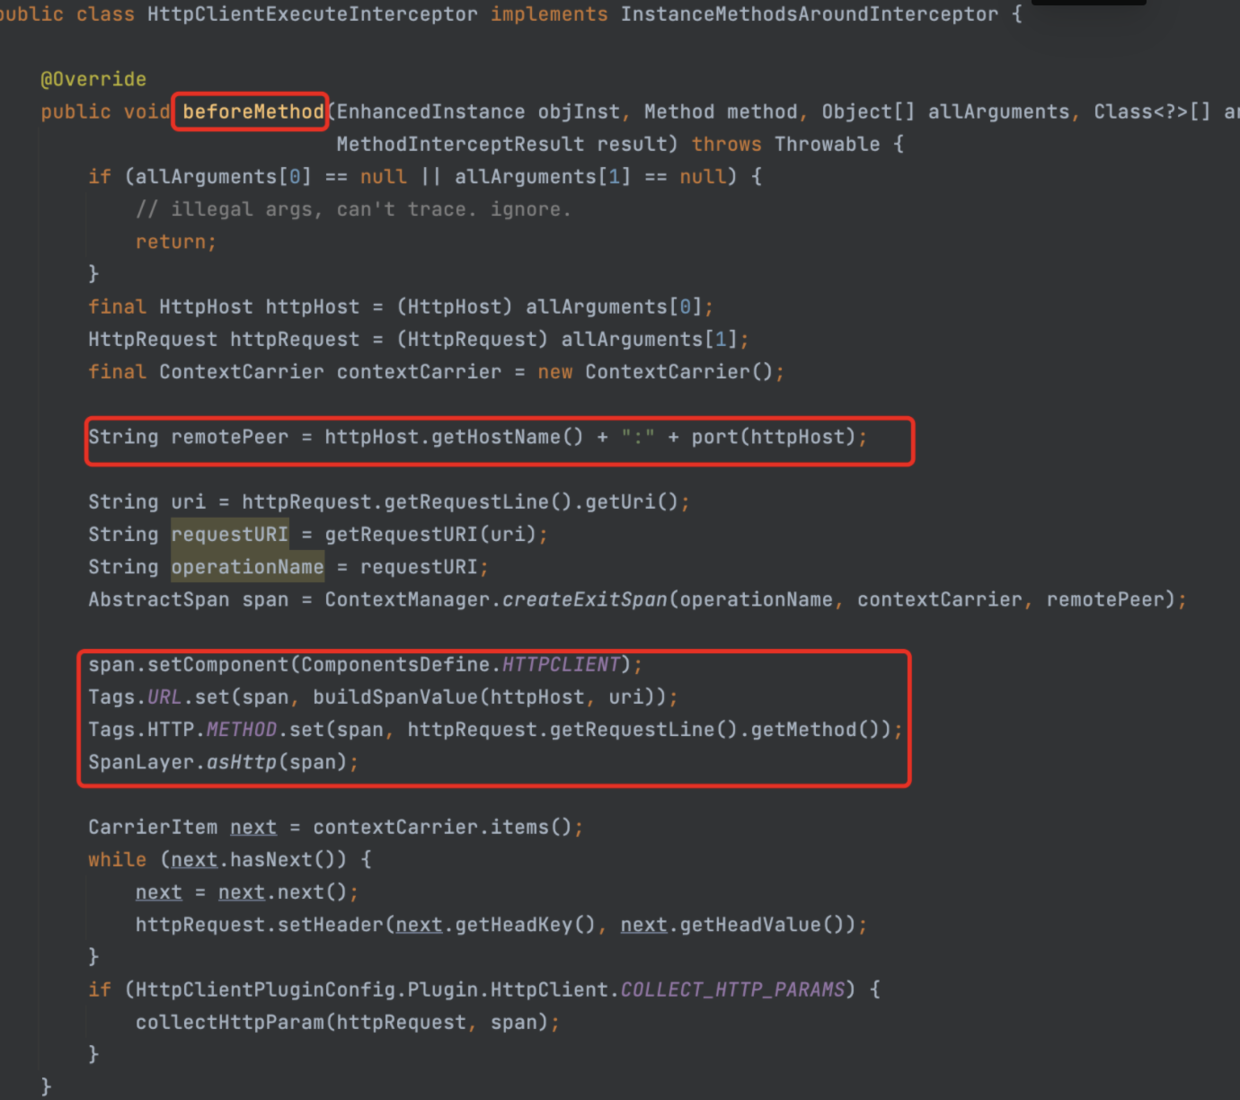 public class HttpClientExecuteInterceptor implements InstanceMethodsAroundInterceptor {
@Override
public void beforeMethod(EnhancedInstance objInst, Method method, Object[] allArguments, Class<?>[]
MethodInterceptResult result) throws Throwable {
if (allArguments[0] == null || allArguments[1] == null) {
// illegal args, can't trace. ignore.
return;
}
final HttpHost httpHost = (HttpHost) allArguments[0];
HttpRequest httpRequest = (HttpRequest) allArguments[1];
final ContextCarrier contextCarrier = new ContextCarrier();
String remotePeer = httpHost.getHostName() + ":" + port(httpHost);
String uri = httpRequest.getRequestLine().getUri();
String requestURI = getRequestURI(uri);
String operationName = requestURI;
AbstractSpan span = ContextManager.createExitSpan(operationName, contextCarrier, remotePeer);
span.setComponent(ComponentsDefine.HTTPCLIENT);
Tags.URL.set(span, buildSpanValue(httpHost, uri));
Tags.HTTP.METHOD.set(span, httpRequest.getRequestLine().getMethod());
SpanLayer.asHttp(span);
CarrierItem next = contextCarrier.items();
while (next.hasNext()) {
next = next.next();
httpRequest.setHeader(next.getHeadKey(), next.getHeadValue());
}
if (HttpClientPluginConfig.Plugin.HttpClient.COLLECT_HTTP_PARAMS) {
collectHttpParam(httpRequest, span);
}
}